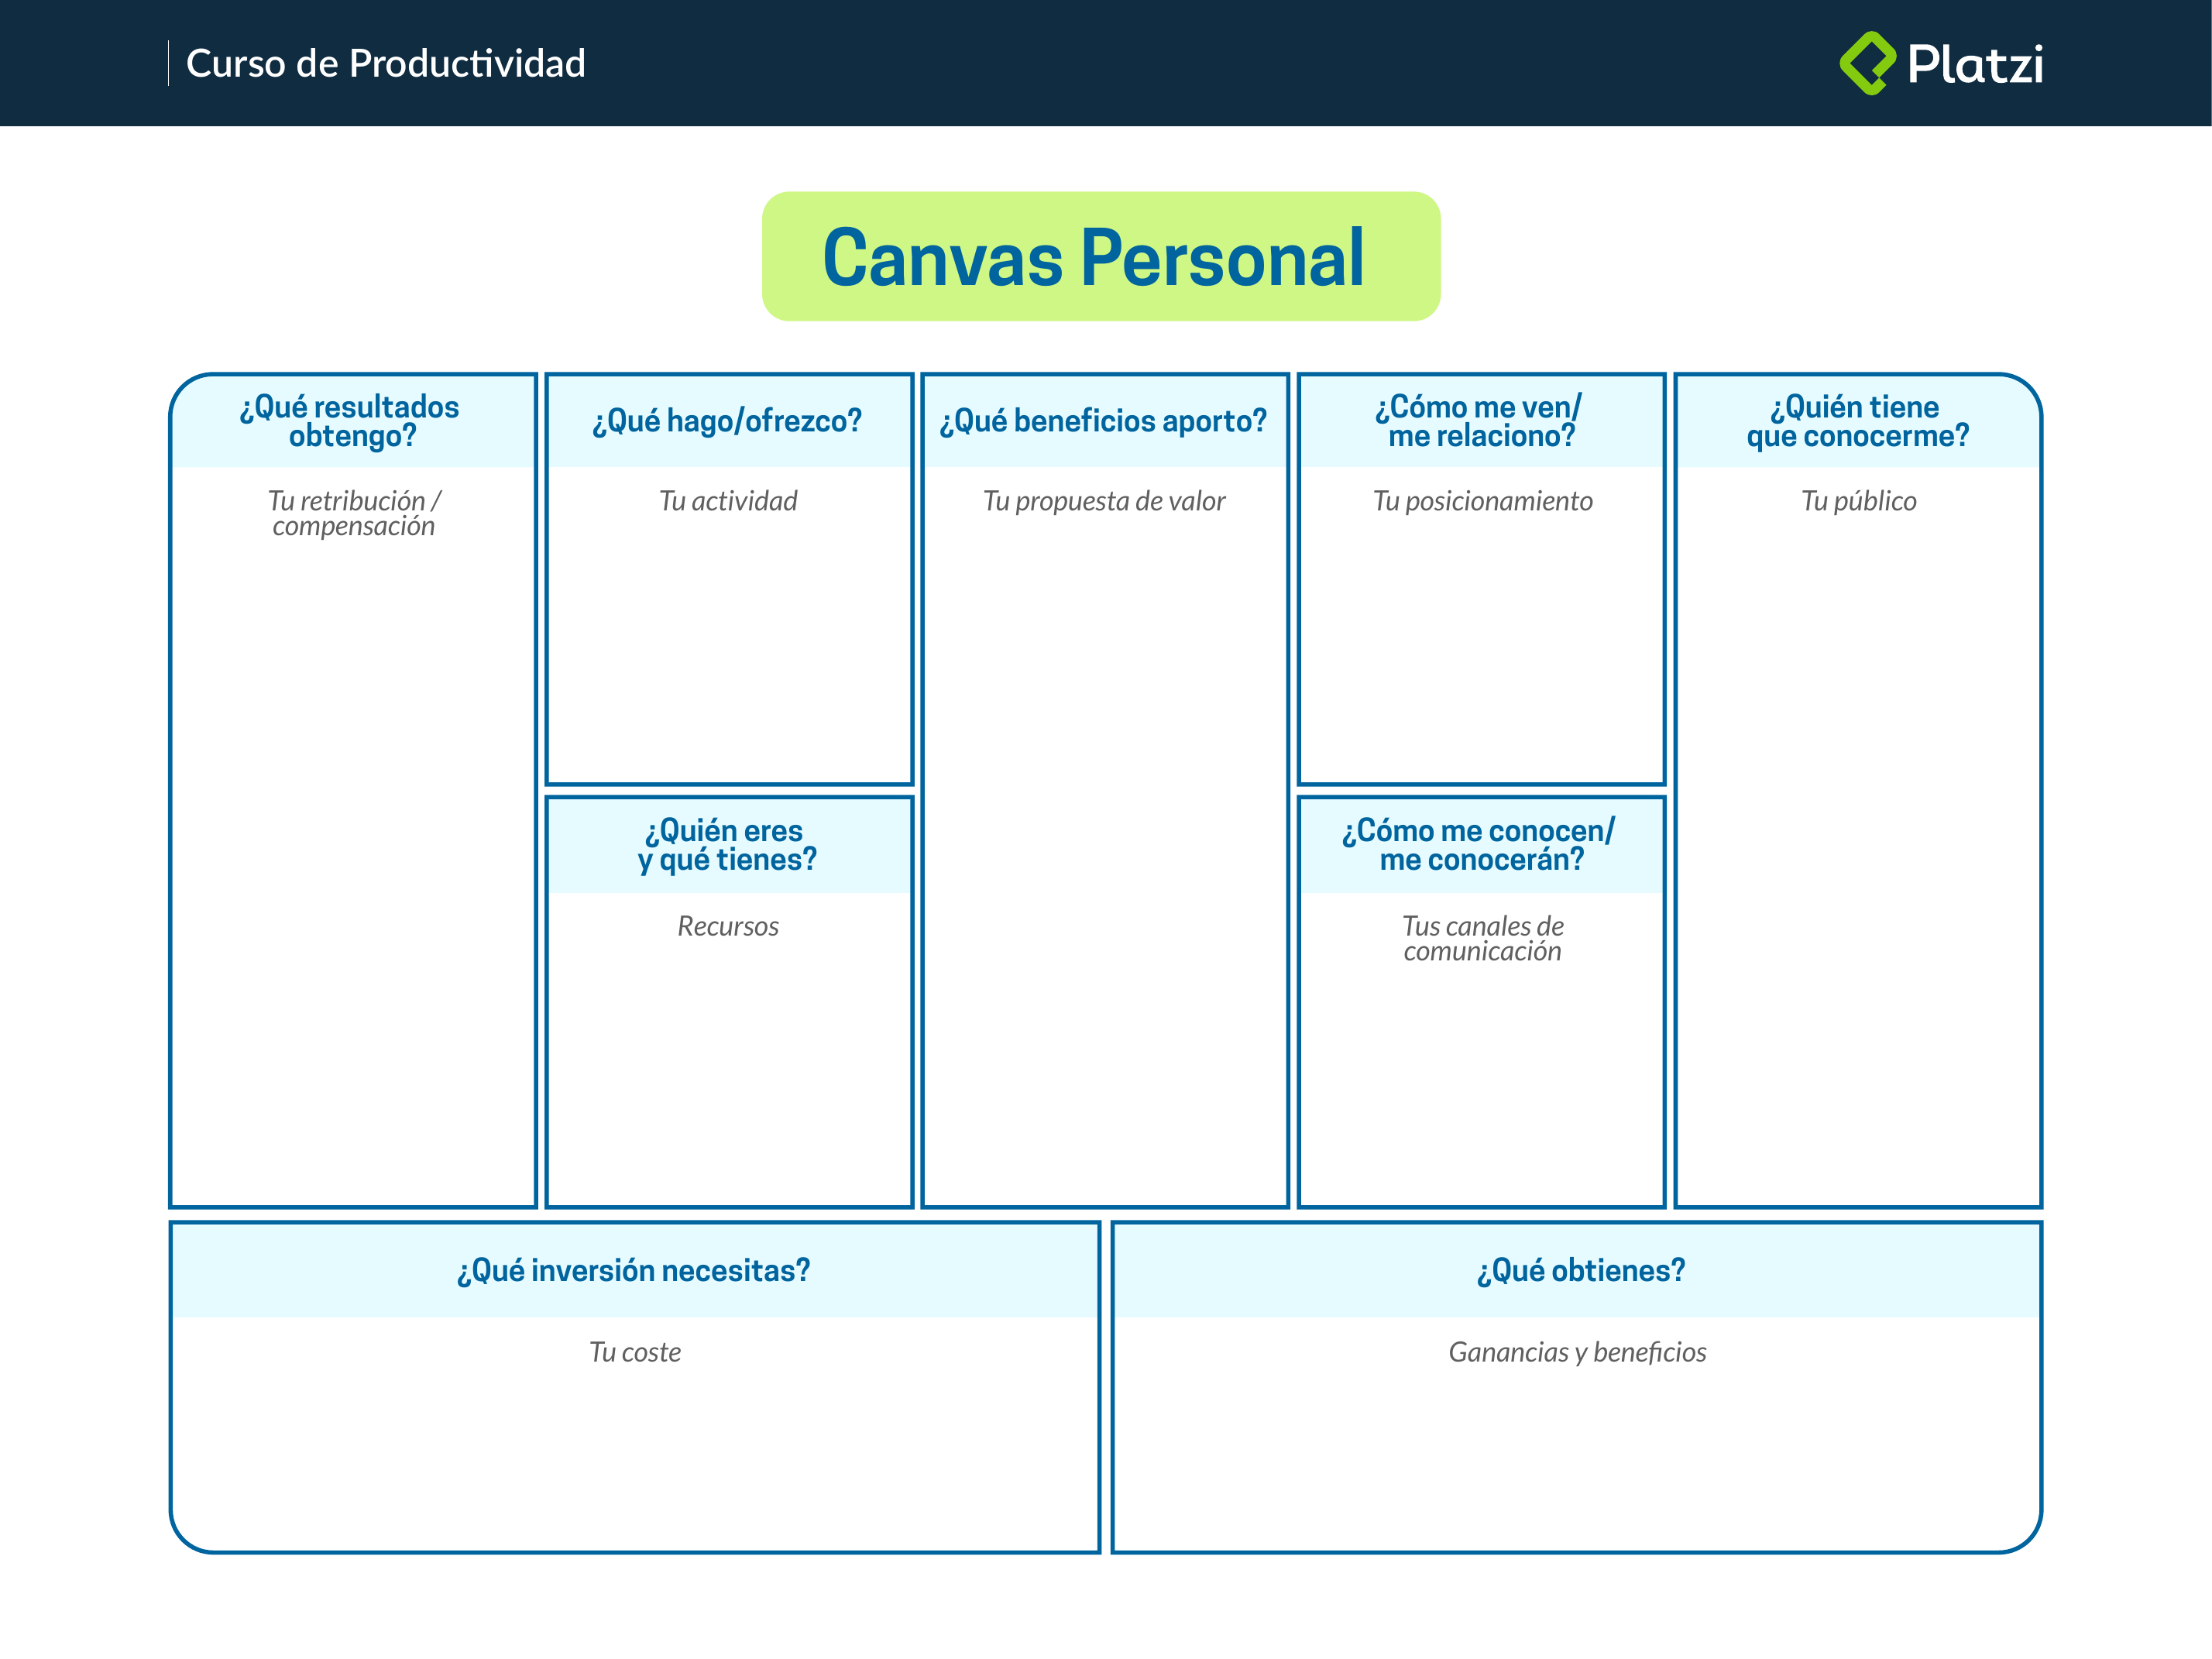 Curso de Productividad
Platzi
Canvas Personal
¿Qué resultados
obtengo?
Tu retribución /
compensación
¿Qué hago/ofrezco?
Tu actividad
¿Quién eres
y qué tienes?
Recursos
¿Qué beneficios aporto?
Tu propuesta de valor
¿Cómo me ven/
me relaciono?
Tu posicionamiento
¿Cómo me conocen/
me conocerán?
Tus canales de
comunicación
¿Quién tiene
que conocerme?
Tu público
¿Qué inversión necesitas?
Tu coste
¿Qué obtienes?
Ganancias y beneficios